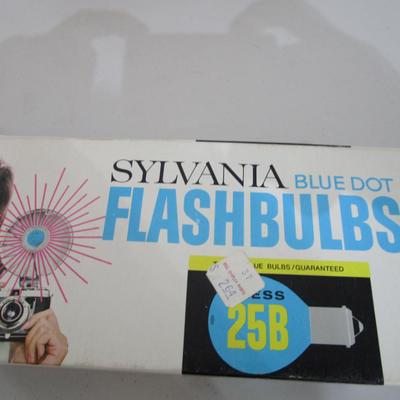 SYLVANIA BLUE DOT
FLASHBULBS
BULBS/GUARANTEED
25B